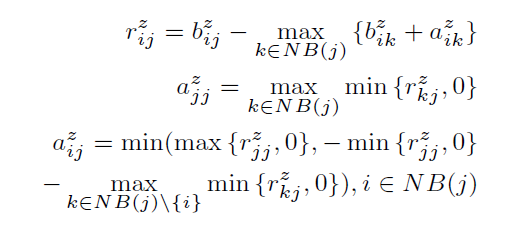 r^z_{ij} = b^z_{ij} − max_{k∈NB(j)} {b^z_{ik} + a^z_{ik}}
a^z_{jj} = max_{k∈NB(j)} min {r^z_{kj}, 0}
a^z_{ij} = min(max {r^z_{jj}, 0}, − min {r^z_{jj}, 0}
− max_{k∈NB(j)\{i}} min {r^z_{kj}, 0}), i ∈ NB(j)